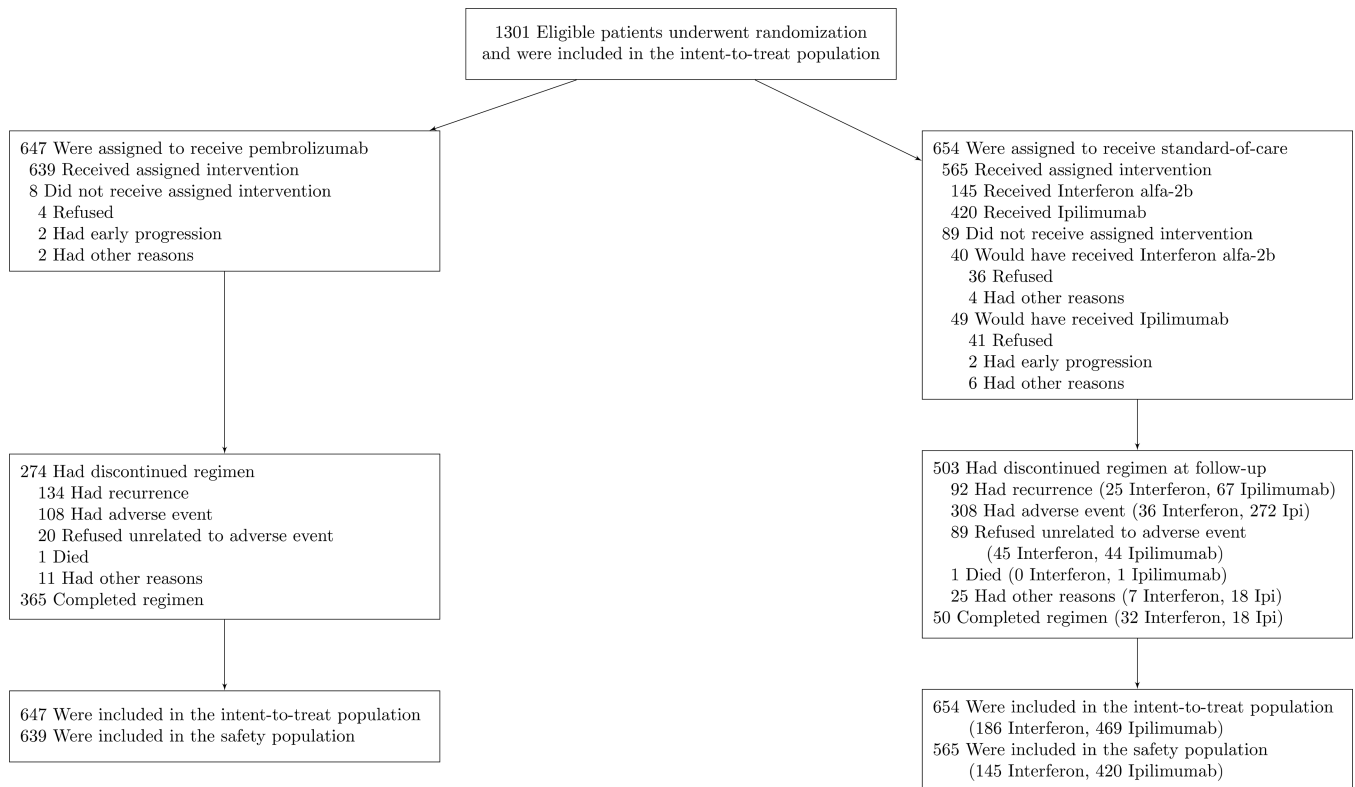 1301 Eligible patients underwent randomization
and were included in the intent-to-treat population
647 Were assigned to receive pembrolizumab
639 Received assigned intervention
8 Did not receive assigned intervention
4 Refused
2 Had early progression
2 Had other reasons
654 Were assigned to receive standard-of-care
565 Received assigned intervention
145 Received Interferon alfa-2b
420 Received Ipilimumab
89 Did not receive assigned intervention
40 Would have received Interferon alfa-2b
36 Refused
4 Had other reasons
49 Would have received Ipilimumab
41 Refused
2 Had early progression
6 Had other reasons
274 Had discontinued regimen
134 Had recurrence
108 Had adverse event
20 Refused unrelated to adverse event
1 Died
11 Had other reasons
365 Completed regimen
503 Had discontinued regimen at follow-up
92 Had recurrence (25 Interferon, 67 Ipilimumab)
308 Had adverse event (36 Interferon, 272 Ipi)
89 Refused unrelated to adverse event
(45 Interferon, 44 Ipilimumab)
1 Died (0 Interferon, 1 Ipilimumab)
25 Had other reasons (7 Interferon, 18 Ipi)
50 Completed regimen (32 Interferon, 18 Ipi)
647 Were included in the intent-to-treat population
639 Were included in the safety population
654 Were included in the intent-to-treat population
(186 Interferon, 469 Ipilimumab)
565 Were included in the safety population
(145 Interferon, 420 Ipilimumab)